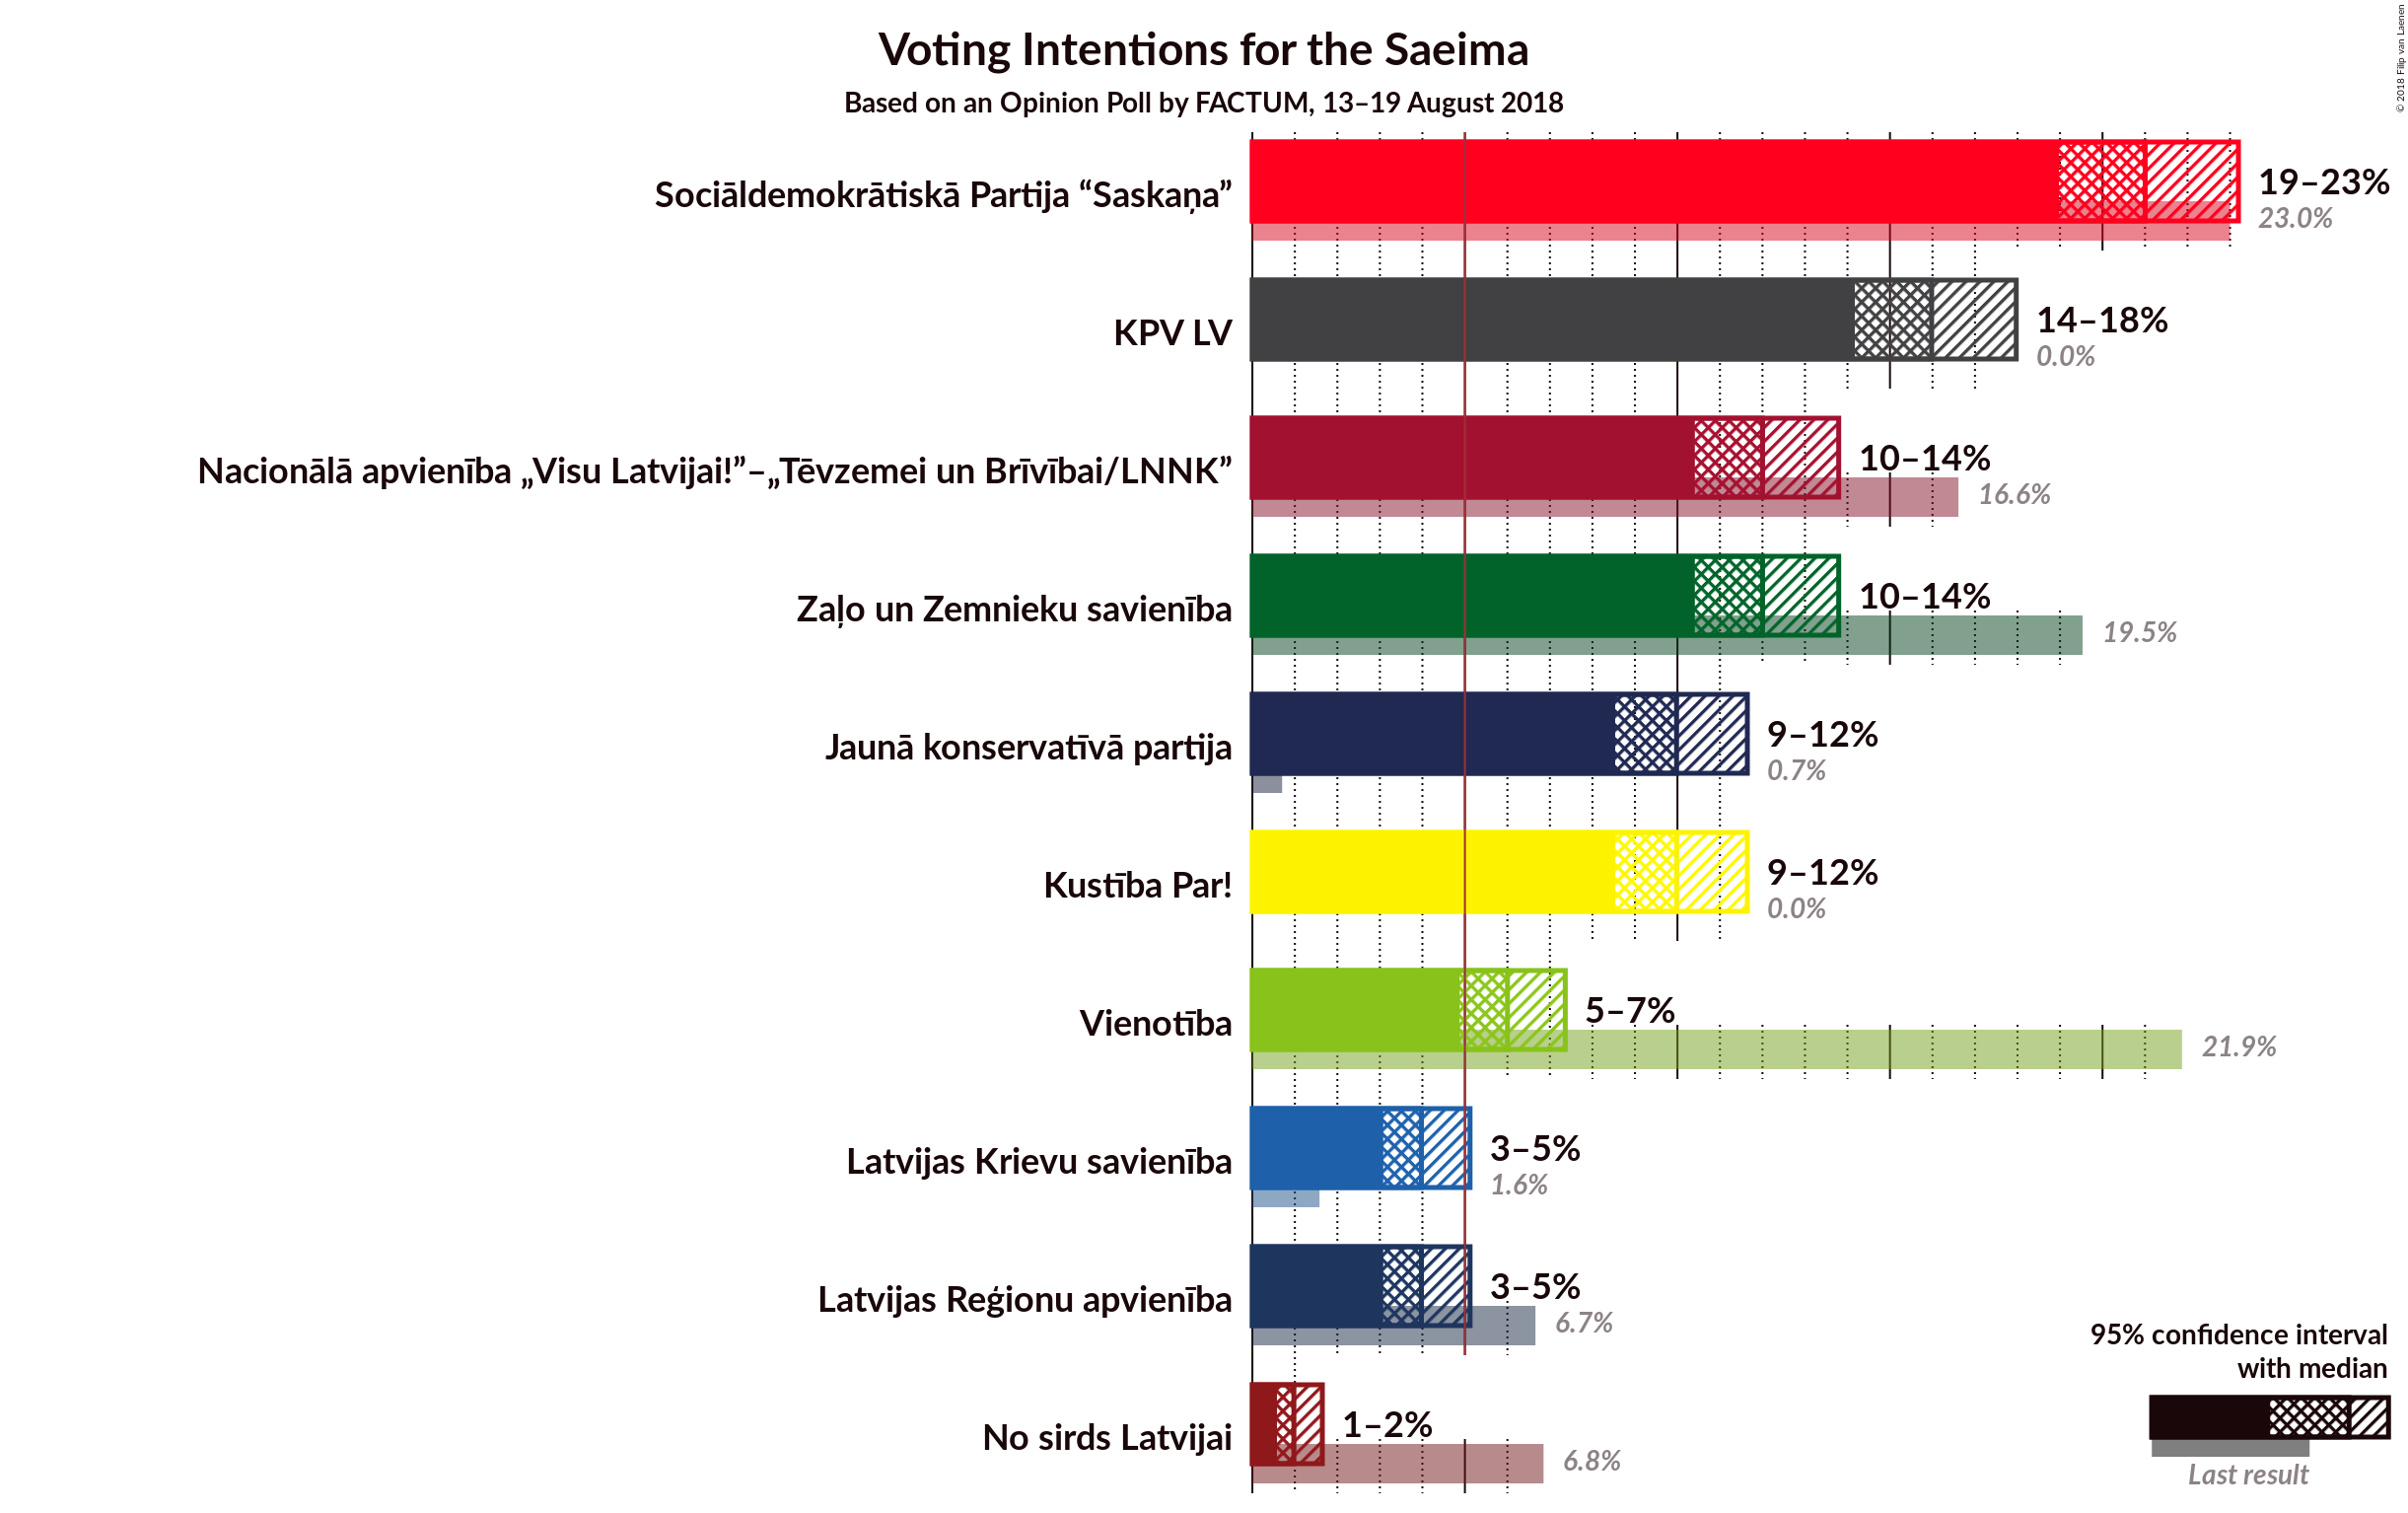 Voting Intentions for the Saeima
Based on an Opinion Poll by FACTUM, 13–19 August 2018
© 2018 Filip van Laenen
Sociāldemokrātiskā Partija “Saskaņa”
19–23%
23.0%
KPV LV
14–18%
0.0%
Nacionālā apvienība „Visu Latvijai!”–„Tēvzemei un Brīvībai/LNNK”
10–14%
16.6%
Zaļo un Zemnieku savienība
10–14%
19.5%
Jaunā konservatīvā partija
9–12%
0.7%
Kustība Par!
9–12%
0.0%
Vienotība
5–7%
21.9%
Latvijas Krievu savienība
3–5%
1.6%
Latvijas Reģionu apvienība
3–5%
6.7%
No sirds Latvijai
1–2%
6.8%
95% confidence interval
with median
Last result